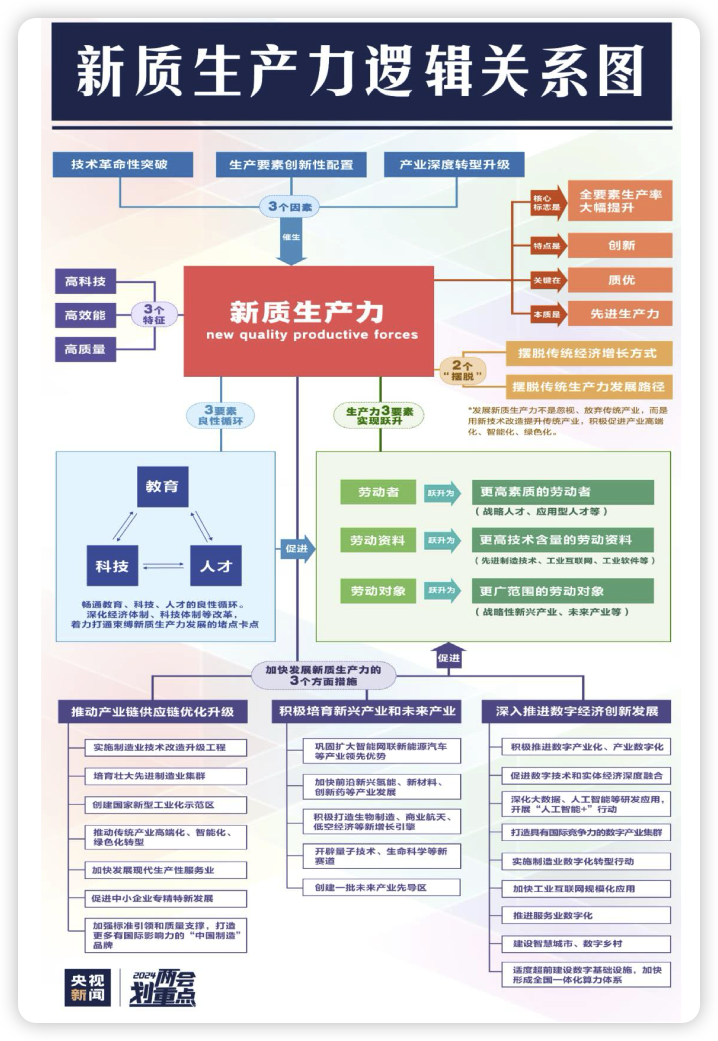 新质生产力逻辑关系图
技术革命性突破
生产要素创新性配置
产业深度转型升级
3个因素
催生
高科技
高效能
高质量
3个
特征
新质生产力
new quality productive forces
核心
标志是
全要素生产率
大幅提升
特点是
创新
关键在
质优
本质是
先进生产力
2个
“摆脱”
摆脱传统经济增长方式
摆脱传统生产力发展路径
*发展新质生产力不是忽视、放弃传统产业，而是
用新技术改造提升传统产业，积极促进产业高端
化、智能化、绿色化。
3要素
良性循环
生产力3要素
实现跃升
教育
科技
人才
畅通教育、科技、人才的良性循环。
深化经济体制、科技体制等改革，
着力打通束缚新质生产力发展的堵点卡点
促进
劳动者
跃升为
更高素质的劳动者
（战略人才、应用型人才等）
劳动资料
跃升为
更高技术含量的劳动资料
（先进制造技术、工业互联网、工业软件等）
劳动对象
跃升为
更广范围的劳动对象
（战略性新兴产业、未来产业等）
促进
加快发展新质生产力的
3个方面措施
推动产业链供应链优化升级
实施制造业技术改造升级工程
培育壮大先进制造业集群
创建国家新型工业化示范区
推动传统产业高端化、智能化、
绿色化转型
加快发展现代生产性服务业
促进中小企业专精特新发展
加强标准引领和质量支撑，打造
更多有国际影响力的“中国制造”
品牌
积极培育新兴产业和未来产业
巩固扩大智能网联新能源汽车
等产业领先优势
加快前沿新兴氢能、新材料、
创新药等产业发展
积极打造生物制造、商业航天、
低空经济等新增长引擎
开辟量子技术、生命科学等新
赛道
创建一批未来产业先导区
深入推进数字经济创新发展
积极推进数字产业化、产业数字化
促进数字技术和实体经济深度融合
深化大数据、人工智能等研发应用，
开展“人工智能+”行动
打造具有国际竞争力的数字产业集群
实施制造业数字化转型行动
加快工业互联网规模化应用
推进服务业数字化
建设智慧城市、数字乡村
适度超前建设数字基础设施，加快
形成全国一体化算力体系
央视
新闻
2024两会
划重点